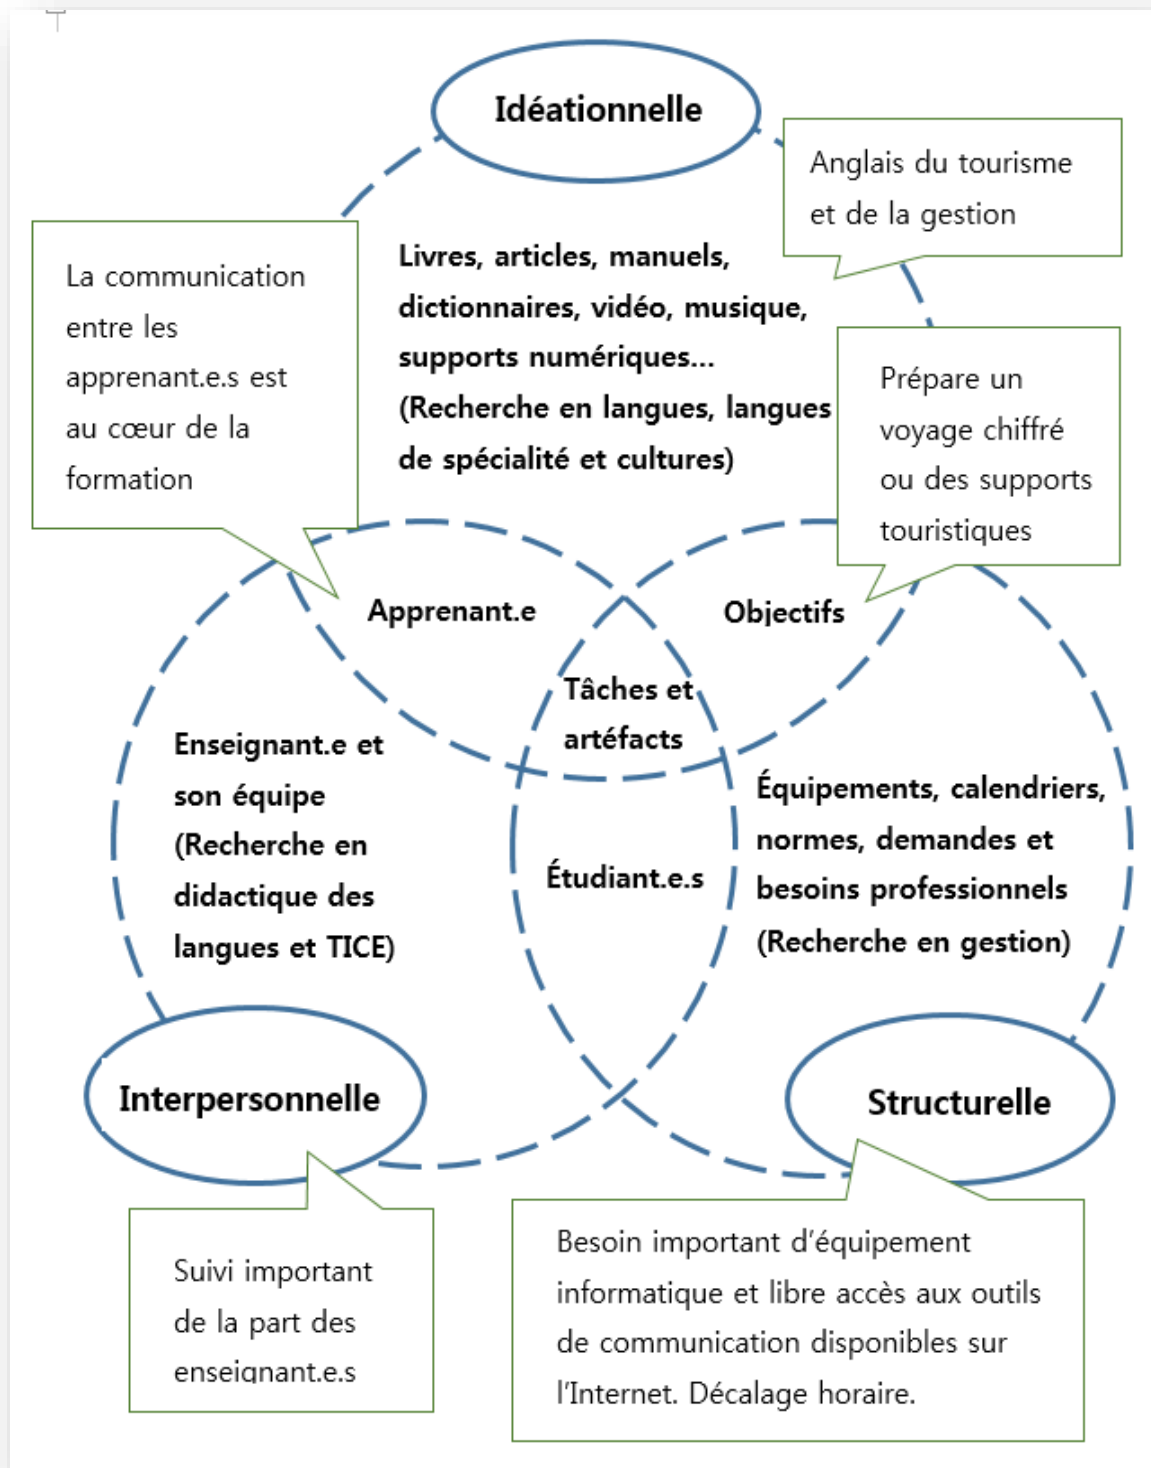 Idéationnelle
Anglais du tourisme
et de la gestion
La communication
entre les
apprenant.e.s est
au cœur de la
formation
Livres, articles, manuels,
dictionnaires, vidéo, musique,
supports numériques...
(Recherche en langues, langues
de spécialité et cultures)
Prépare un
voyage chiffré
ou des supports
touristiques
Apprenant.e
Objectifs
Tâches et
artéfacts
Enseignant.e et
son équipe
(Recherche en
didactique des
langues et TICE)
Équipements, calendriers,
normes, demandes et
besoins professionnels
(Recherche en gestion)
Étudiant.e.s
Interpersonnelle
Structurelle
Suivi important
de la part des
enseignant.e.s
Besoin important d'équipement
informatique et libre accès aux outils
de communication disponibles sur
l'Internet. Décalage horaire.